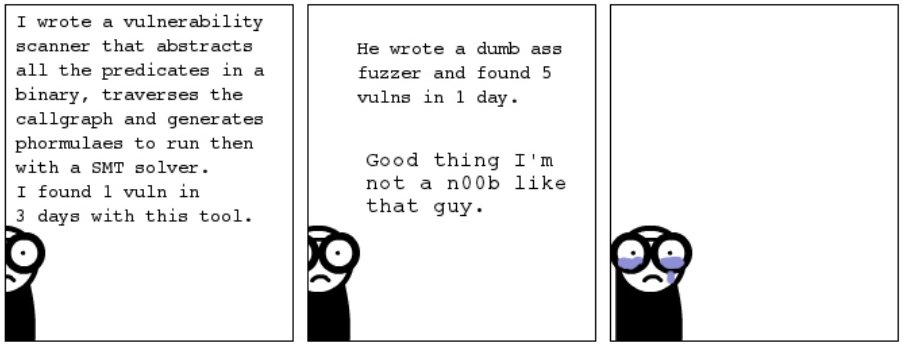 I wrote a vulnerability
scanner that abstracts
all the predicates in a
binary, traverses the
callgraph and generates
phormulaes to run then
with a SMT solver.
I found 1 vuln in
3 days with this tool.
He wrote a dumb ass
fuzzer and found 5
vulns in 1 day.
Good thing I'm
not a n00b like
that guy.